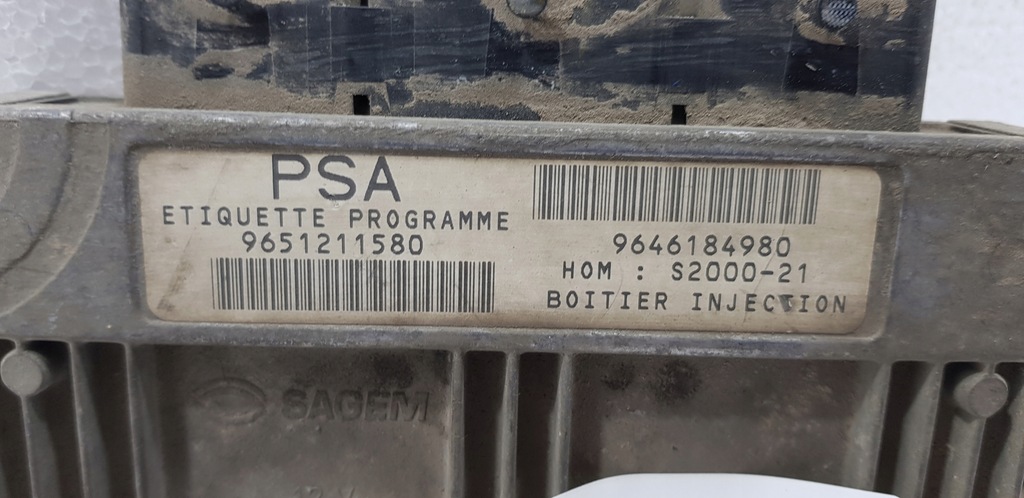 PSA
ETIQUETTE PROGRAMME
9651211580
9646184980
HOM : S2000-21
BOITIER INJECTION
SAGEM